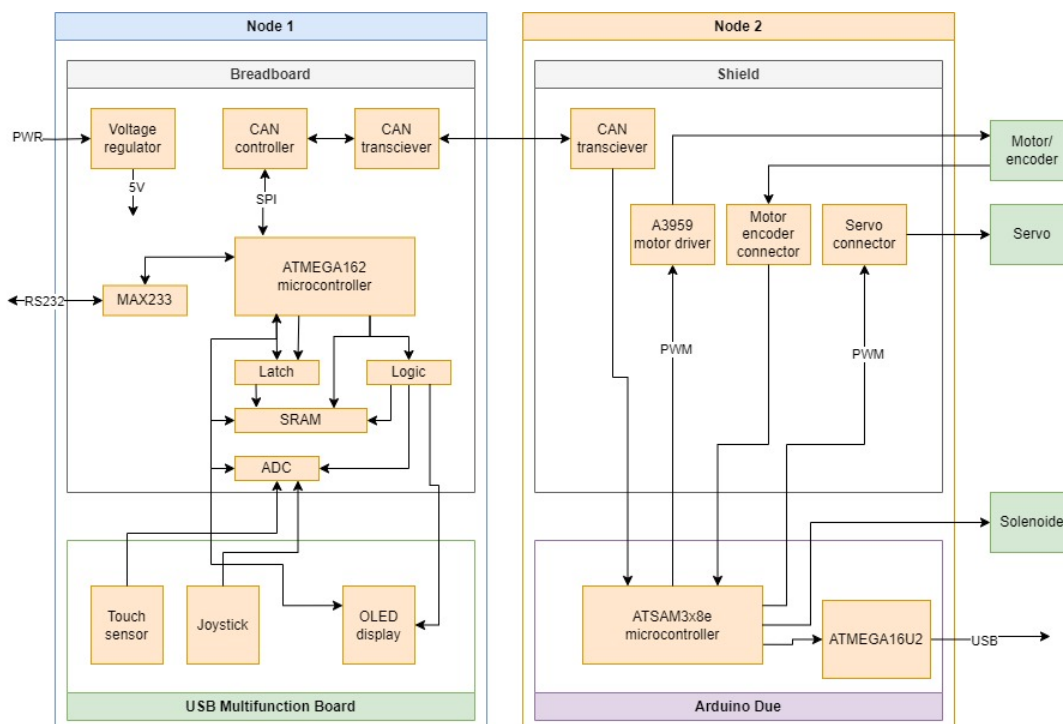 Node 1
Node 2
Breadboard
Shield
PWR
Voltage
regulator
CAN
controller
CAN
transciever
CAN
transciever
Motor/
encoder
5V
SPI
A3959
motor driver
Motor
encoder
connector
Servo
connector
Servo
ATMEGA162
microcontroller
RS232
MAX233
PWM
PWM
Latch
Logic
SRAM
ADC
Solenoide
Touch
sensor
Joystick
OLED
display
ATSAM3x8e
microcontroller
ATMEGA16U2
USB
USB Multifunction Board
Arduino Due